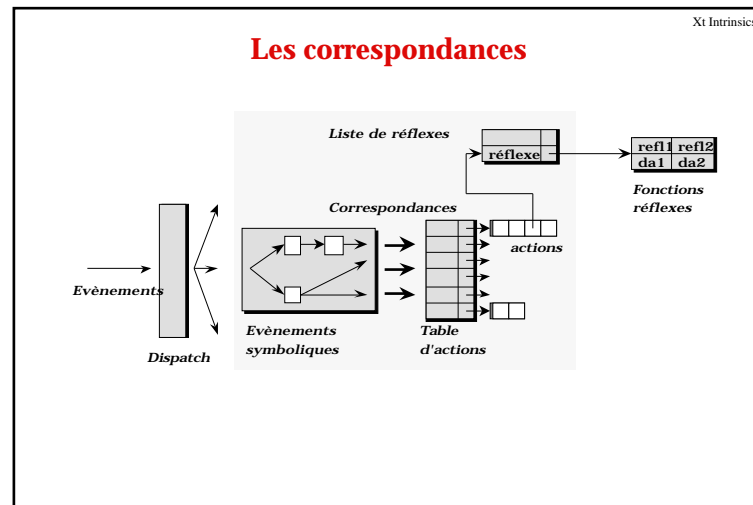 Xt Intrinsics
Les correspondances
Liste de réflexes
réflexe
refl1 refl2
da1 da2
Fonctions
réflexes
Correspondances
actions
Evènements
Evènements
symboliques
Table
d'actions
Dispatch